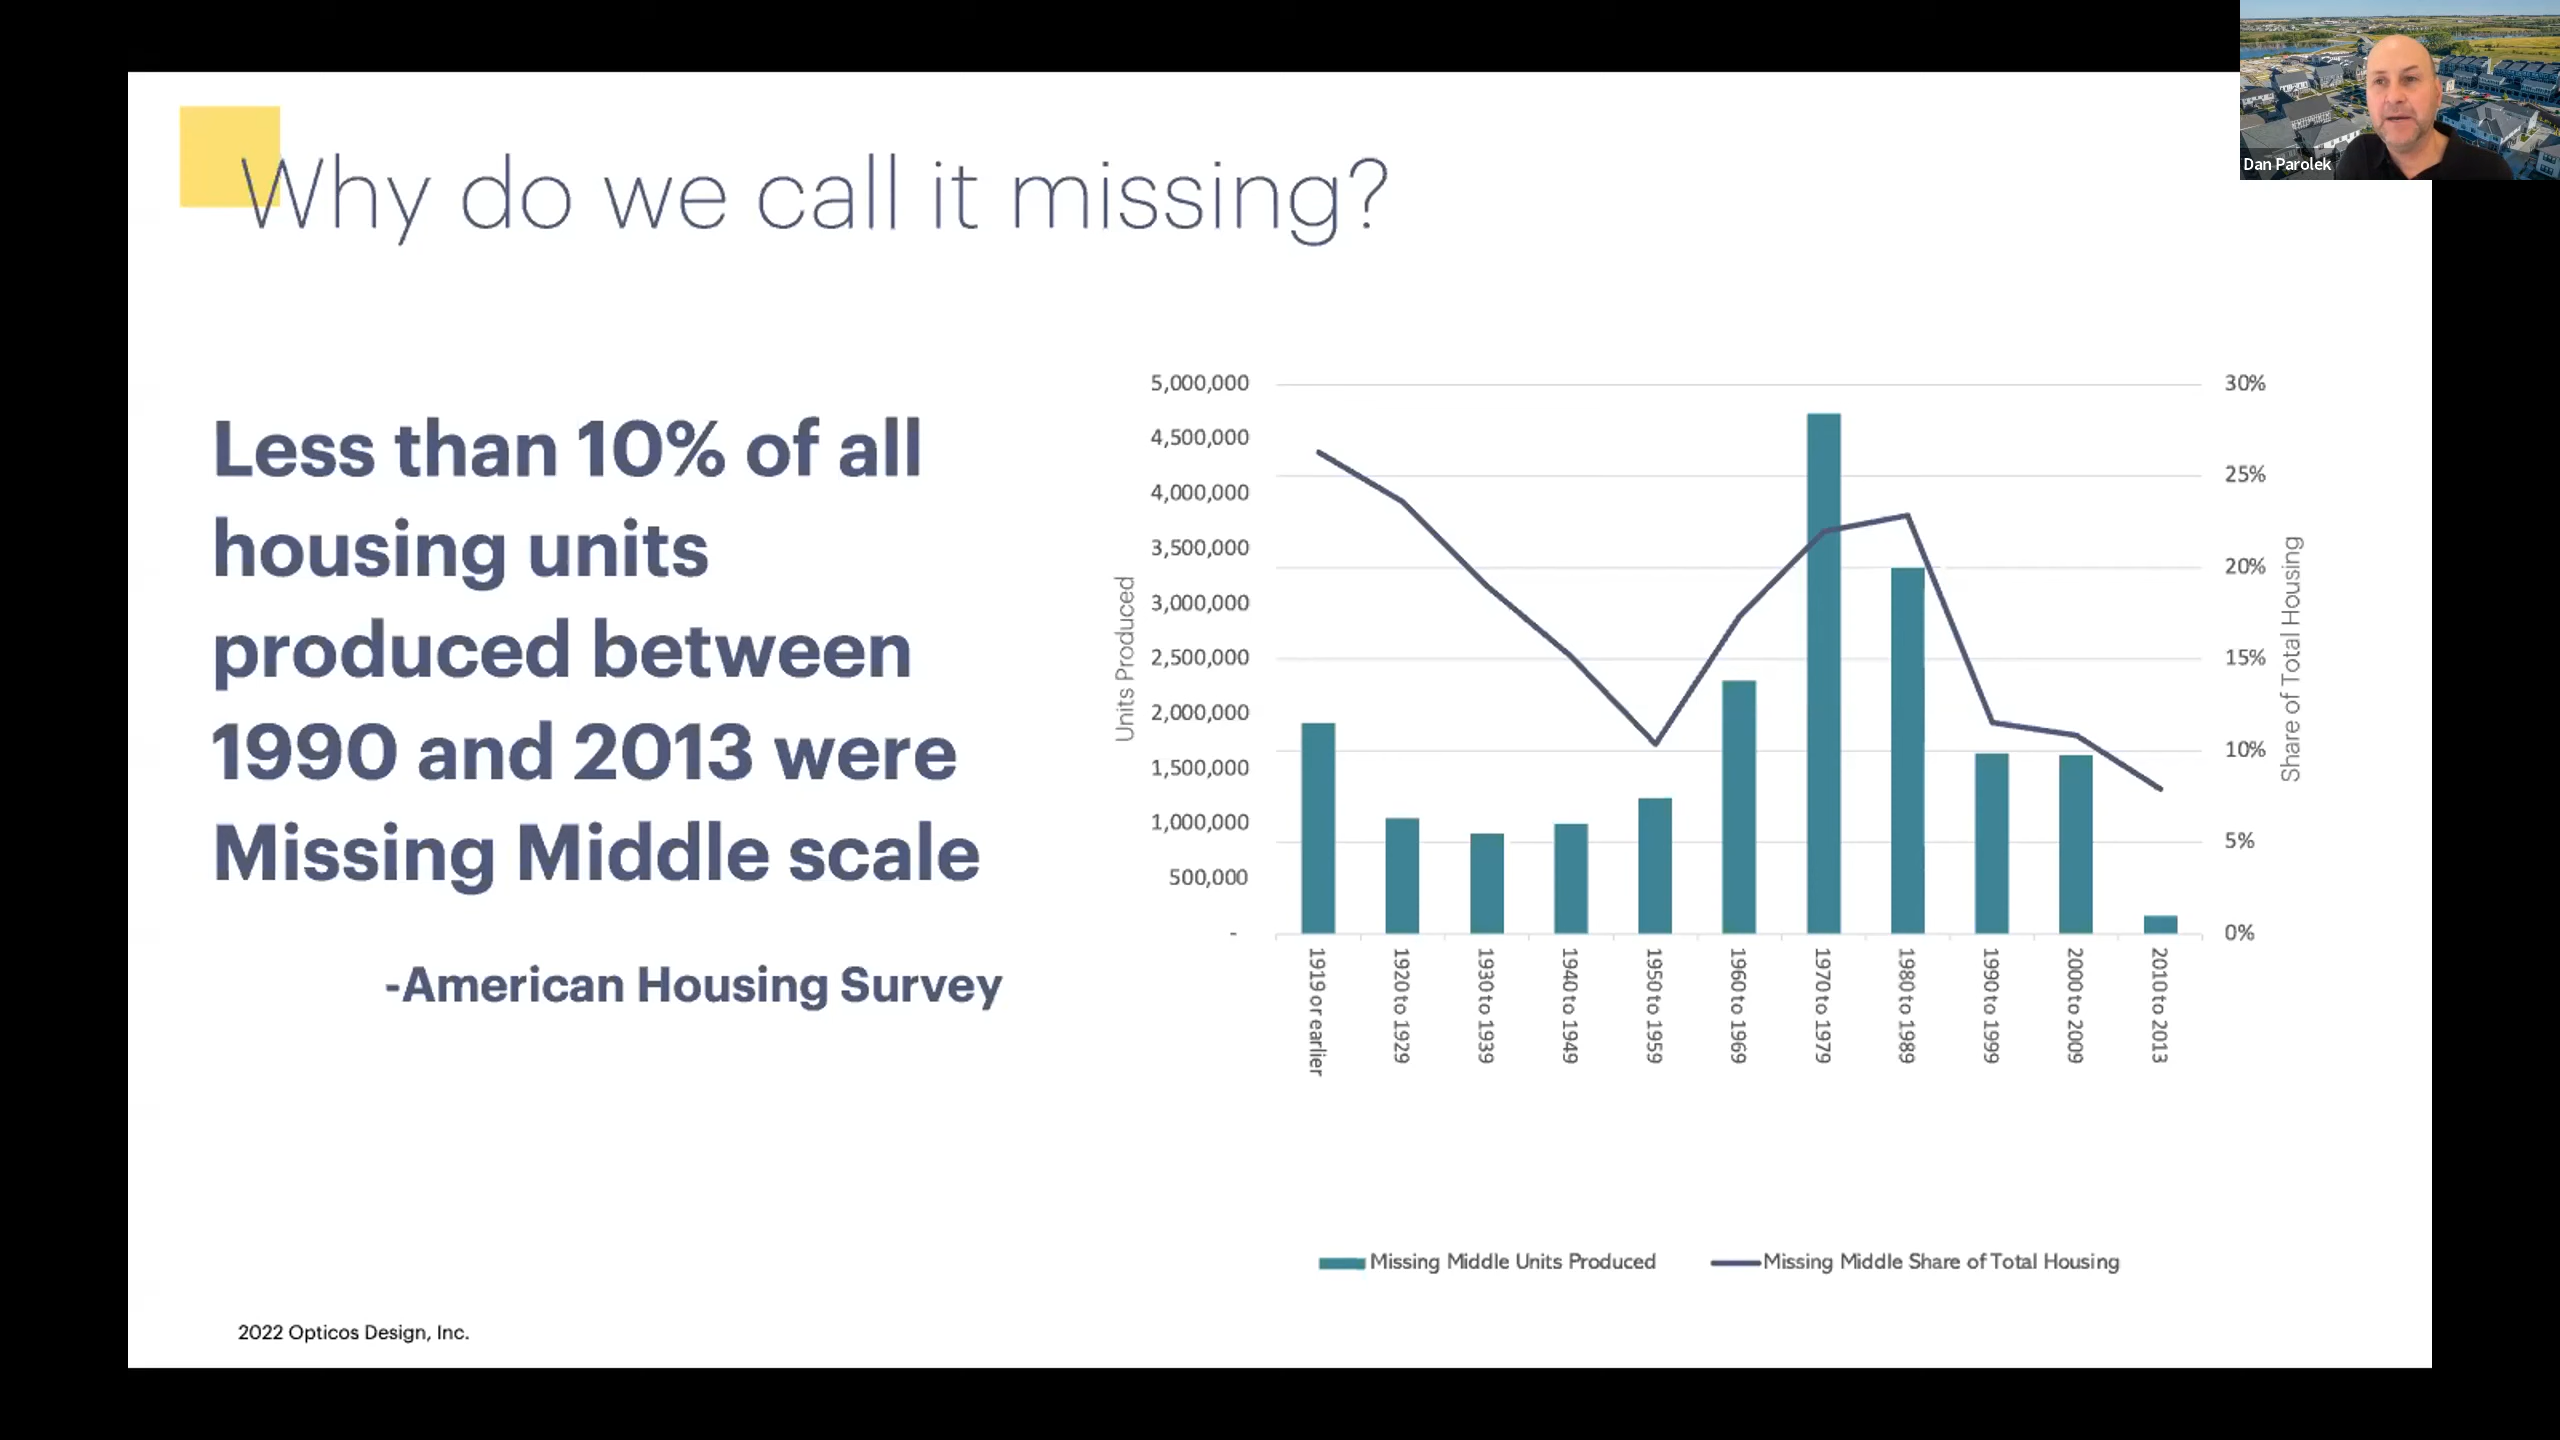 Dan Parolek
Why do we call it missing?
Less than 10% of all
housing units
produced between
1990 and 2013 were
Missing Middle scale
-American Housing Survey
Units Produced
5,000,000
4,500,000
4,000,000
3,500,000
3,000,000
2,500,000
2,000,000
1,500,000
1,000,000
500,000
-
30%
25%
20%
15%
10%
5%
0%
Share of Total Housing
1919 or earlier
1920 to 1929
1930 to 1939
1940 to 1949
1950 to 1959
1960 to 1969
1970 to 1979
1980 to 1989
1990 to 1999
2000 to 2009
2010 to 2013
Missing Middle Units Produced
Missing Middle Share of Total Housing
2022 Opticos Design, Inc.